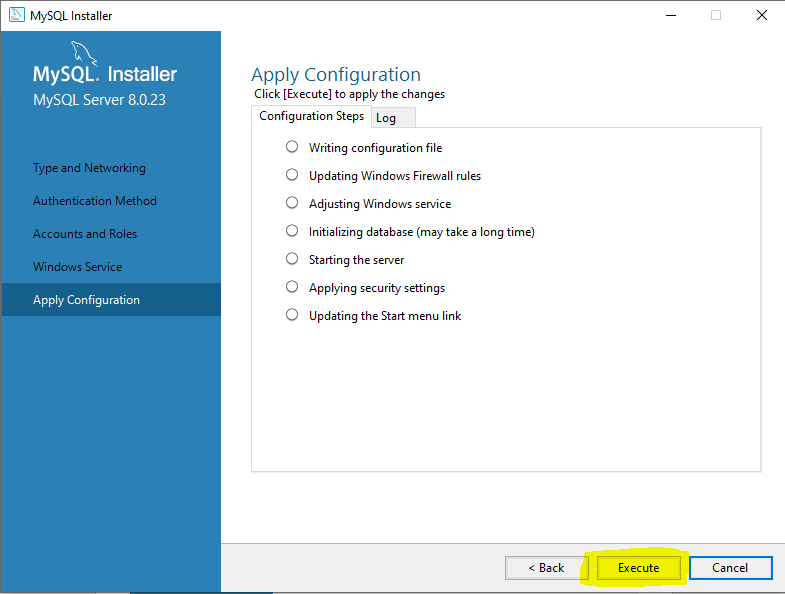 MySQL Installer
MySQL. Installer
MySQL Server 8.0.23
Type and Networking
Authentication Method
Accounts and Roles
Windows Service
Apply Configuration
Apply Configuration
Click [Execute] to apply the changes
Configuration Steps Log
Writing configuration file
Updating Windows Firewall rules
Adjusting Windows service
Initializing database (may take a long time)
Starting the server
Applying security settings
Updating the Start menu link
< Back Execute Cancel